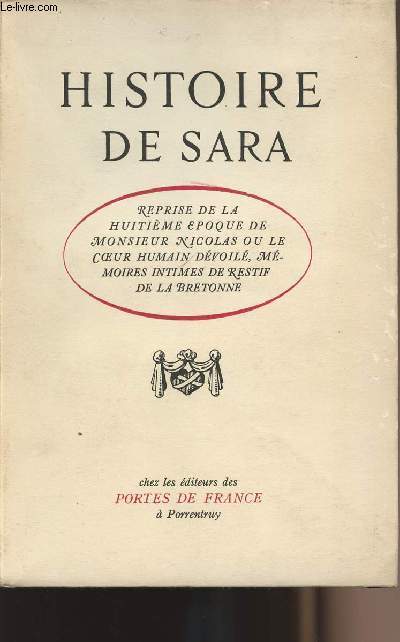 Le-livre.com
HISTOIRE
DE SARA
REPRISE DE LA
HUITIÈME EPOQUE DE
MONSIEUR NICOLAS OU LE
CŒUR HUMAIN DÉVOILÉ, MÉ-
MOIRES INTIMES DE RESTIF
DE LA BRETONNE
chez les éditeurs des
PORTES DE FRANCE
à Porrentruy